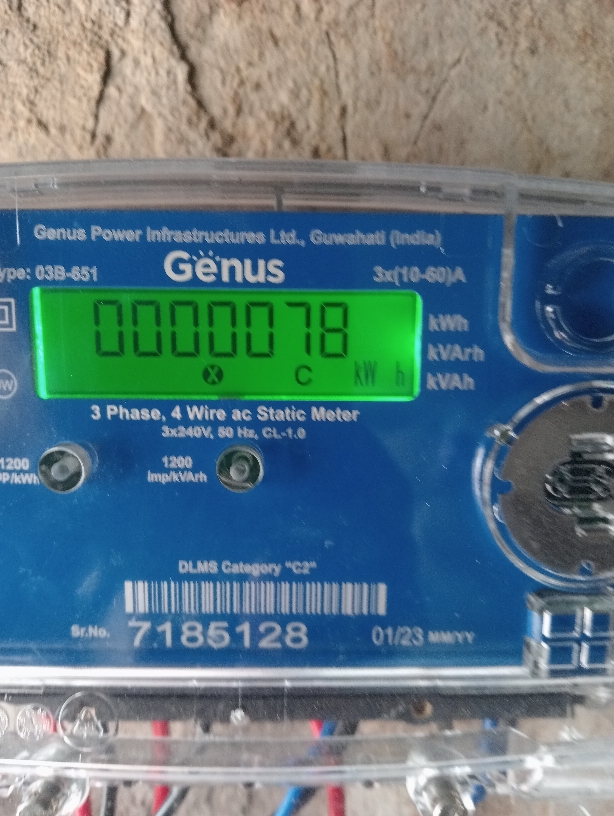 Genus Power Infrastructures Ltd., Guwahati (India)
ype: 03B-651
Genus
3x(10-60)A
0000078
C
kW h
kWh
kVArh
kVAh
3 Phase, 4 Wire ac Static Meter
3x240V, 50 Hz, CL-1.0
1200
1200
imp/kVArh
DLMS Category "C2"
Sr.No. 7185128
01/23 MM/YY